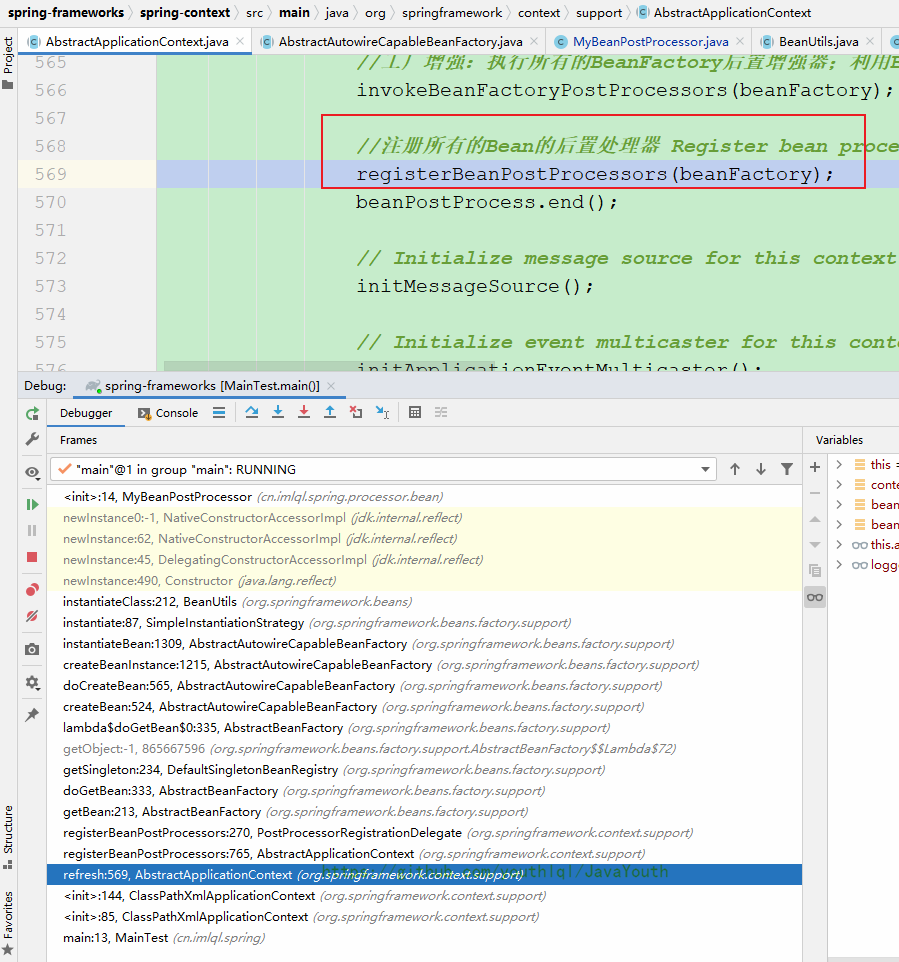 spring-frameworks › spring-context › src › main › java › org › springframework › context › support › AbstractApplicationContext
AbstractApplicationContext.java × AbstractAutowireCapableBeanFactory.java × MyBeanPostProcessor.java × BeanUtils.java ×
Project
565 //工厂增强：执行所有的BeanFactory后置增强器；利用
566 invokeBeanFactoryPostProcessors(beanFactory);
567
568 //注册所有的Bean的后置处理器 Register bean proce
569 registerBeanPostProcessors(beanFactory);
570 beanPostProcess.end();
571
572 // Initialize message source for this context
573 initMessageSource();
574
575 // Initialize event multicaster for this cont
576 initApplicationEventMulticaster();
Debug: spring-frameworks [MainTest.main()] ×
Debugger Console
Frames Variables
"main"@1 in group "main": RUNNING
<init>:14, MyBeanPostProcessor (cn.imlql.spring.processor.bean)
newInstance0:-1, NativeConstructorAccessorImpl (jdk.internal.reflect)
newInstance:62, NativeConstructorAccessorImpl (jdk.internal.reflect)
newInstance:45, DelegatingConstructorAccessorImpl (jdk.internal.reflect)
newInstance:490, Constructor (java.lang.reflect)
instantiateClass:212, BeanUtils (org.springframework.beans)
instantiate:87, SimpleInstantiationStrategy (org.springframework.beans.factory.support)
instantiateBean:1309, AbstractAutowireCapableBeanFactory (org.springframework.beans.factory.support)
createBeanInstance:1215, AbstractAutowireCapableBeanFactory (org.springframework.beans.factory.support)
doCreateBean:565, AbstractAutowireCapableBeanFactory (org.springframework.beans.factory.support)
createBean:524, AbstractAutowireCapableBeanFactory (org.springframework.beans.factory.support)
lambda$doGetBean$0:335, AbstractBeanFactory (org.springframework.beans.factory.support)
getObject:-1, 865667596 (org.springframework.beans.factory.support.AbstractBeanFactory$$Lambda$72)
getSingleton:234, DefaultSingletonBeanRegistry (org.springframework.beans.factory.support)
doGetBean:333, AbstractBeanFactory (org.springframework.beans.factory.support)
getBean:213, AbstractBeanFactory (org.springframework.beans.factory.support)
registerBeanPostProcessors:270, PostProcessorRegistrationDelegate (org.springframework.context.support)
registerBeanPostProcessors:765, AbstractApplicationContext (org.springframework.context.support)
refresh:569, AbstractApplicationContext (org.springframework.context.support)
https://github.com/youthlql/JavaYouth
<init>:144, ClassPathXmlApplicationContext (org.springframework.context.support)
<init>:85, ClassPathXmlApplicationContext (org.springframework.context.support)
main:13, MainTest (cn.imlql.spring)
this =
conte
bean
bean
this.a
logge
Structure
Favorites